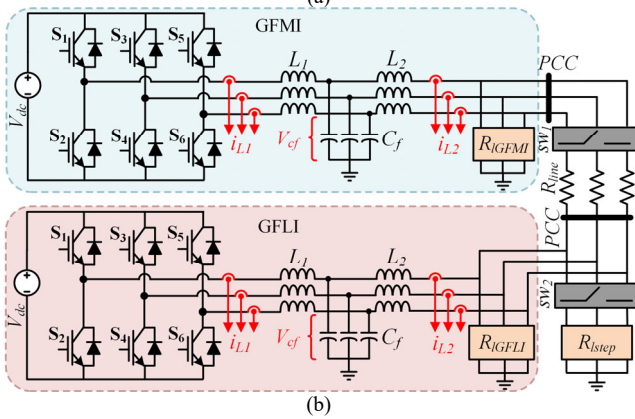 (a)
GFMI
S1 S3 S5
L1 L2
PCC
Vdc
S2 S4 S6
iL1
Vcf
Cf
iL2
RlGFMI
SW1
Rline
GFLI
PCC
S1 S3 S5
L1 L2
Vdc
SW2
S2 S4 S6
iL1
Vcf
Cf
iL2
RlGFLI
Rlstep
(b)